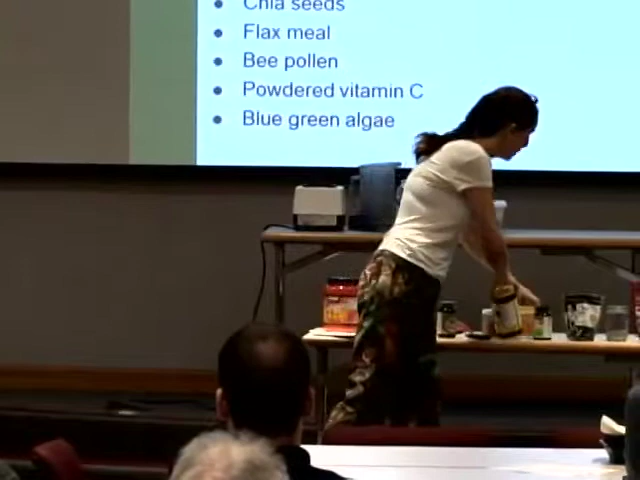 Chia seeds
Flax meal
Bee pollen
Powdered vitamin C
Blue green algae